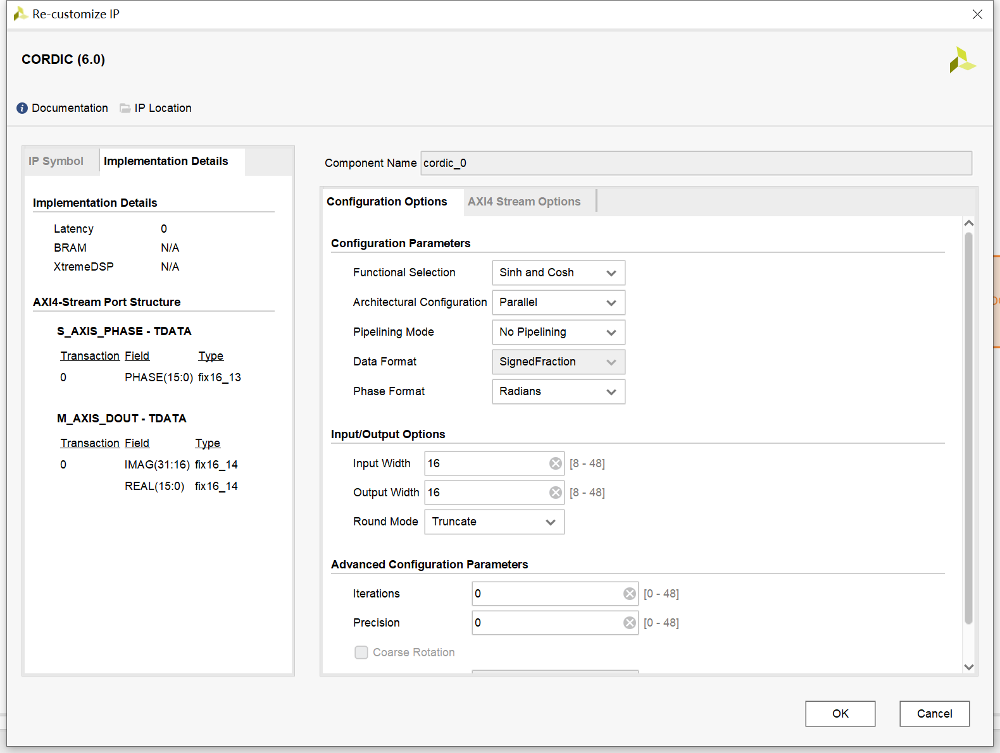 Re-customize IP
CORDIC (6.0)
Documentation IP Location
IP Symbol Implementation Details
Implementation Details
Latency 0
BRAM N/A
XtremeDSP N/A
AXI4-Stream Port Structure
S_AXIS_PHASE - TDATA
Transaction Field Type
0 PHASE(15:0) fix16_13
M_AXIS_DOUT - TDATA
Transaction Field Type
0 IMAG(31:16) fix16_14
REAL(15:0) fix16_14
Component Name cordic_0
Configuration Options AXI4 Stream Options
Configuration Parameters
Functional Selection Sinh and Cosh
Architectural Configuration Parallel
Pipelining Mode No Pipelining
Data Format SignedFraction
Phase Format Radians
Input/Output Options
Input Width 16 [8 - 48]
Output Width 16 [8 - 48]
Round Mode Truncate
Advanced Configuration Parameters
Iterations 0 [0 - 48]
Precision 0 [0 - 48]
Coarse Rotation
OK Cancel